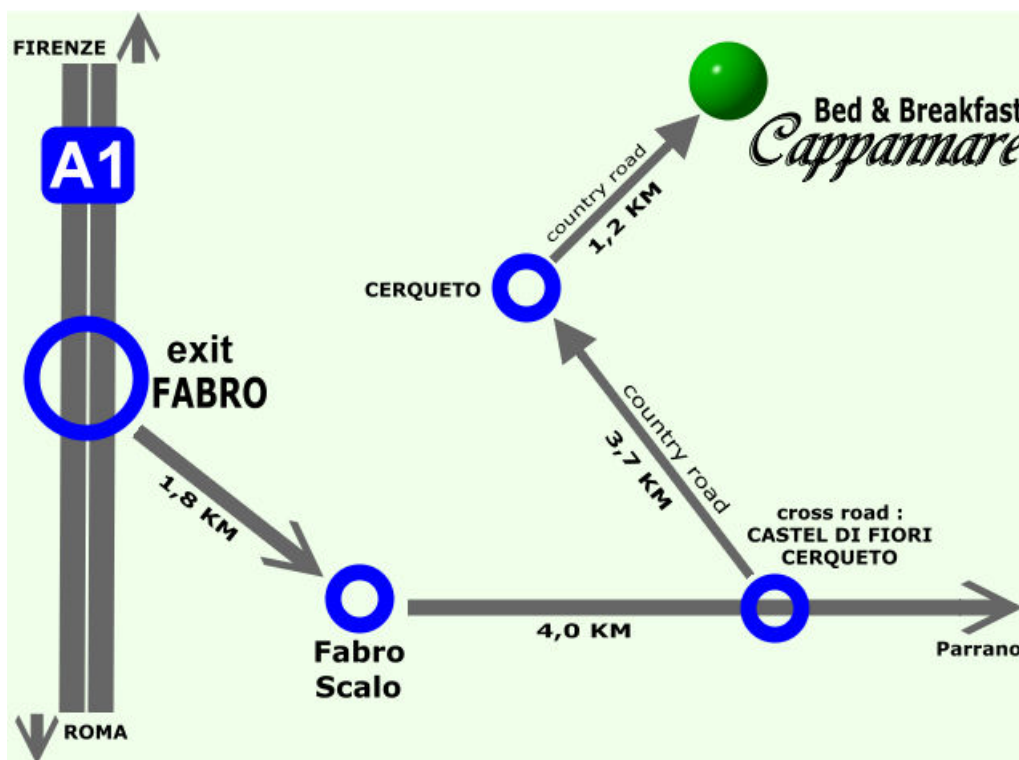 FIRENZE
A1
Bed & Breakfast
Cappannare
country road
1,2 KM
CERQUETO
exit
FABRO
country road
3,7 KM
1,8 KM
cross road :
CASTEL DI FIORI
CERQUETO
4,0 KM
Fabro
Scalo
Parrano
ROMA